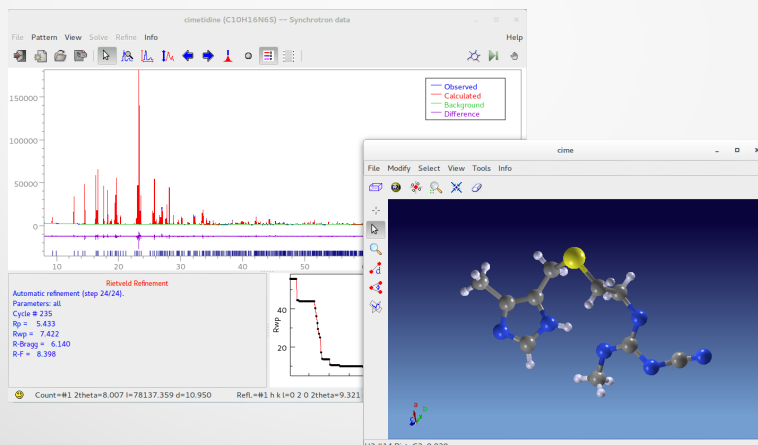 cimetidine (C10H16N6S) — Synchrotron data
File Pattern View Solve Refine Info Help
Observed
Calculated
Background
Difference
150000
100000
50000
0
10 20 30 40 50
Rietveld Refinement
Automatic refinement (step 24/24).
Parameters: all
Cycle # 235
Rp = 5.433
Rwp = 7.422
R-Bragg = 6.140
R-F = 8.398
Rwp
40
20
Count=#1 2theta=8.007 I=78137.359 d=10.950 Refl.=#1 h k l=0 2 0 2theta=9.321
cime
File Modify Select View Tools Info
a
b